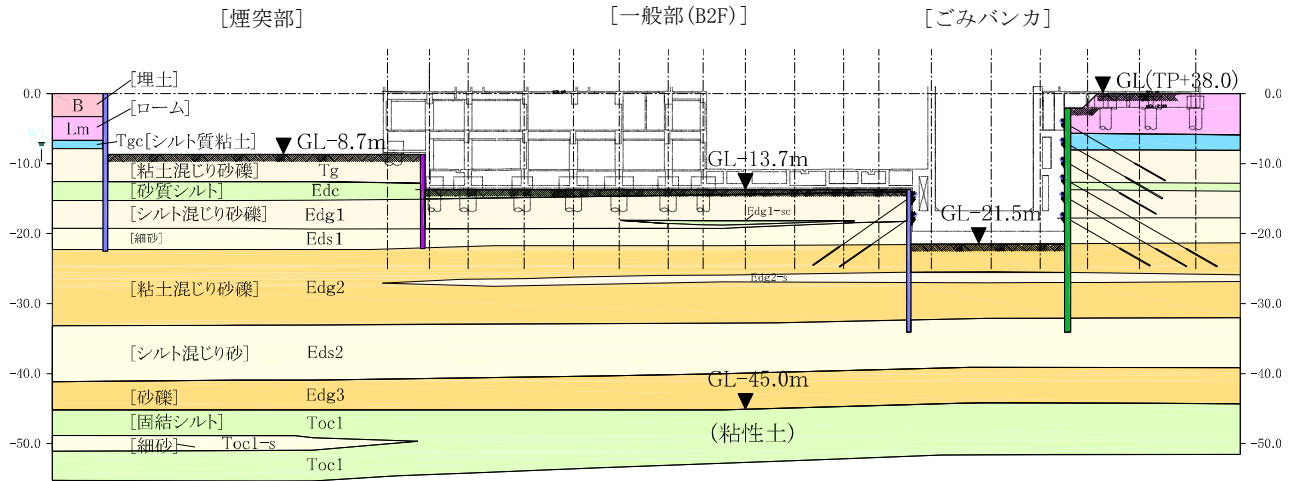 [煙突部]
[一般部(B2F)]
[ごみバンカ]
0.0
B
[埋土]
GL(TP+38.0)
0.0
Lm
[ローム]
WL
Tgc[シルト質粘土]
GL-8.7m
-10.0
[粘土混じり砂礫]
Tg
GL-13.7m
-10.0
[砂質シルト]
Edc
[シルト混じり砂礫]
Edg1
Edg1-sc
GL-21.5m
-20.0
[細砂]
Eds1
-20.0
Edg2-s
[粘土混じり砂礫]
Edg2
-30.0
-30.0
[シルト混じり砂]
Eds2
-40.0
GL-45.0m
-40.0
[砂礫]
Edg3
[固結シルト]
Toc1
(粘性土)
-50.0
[細砂]
Toc1-s
-50.0
Toc1